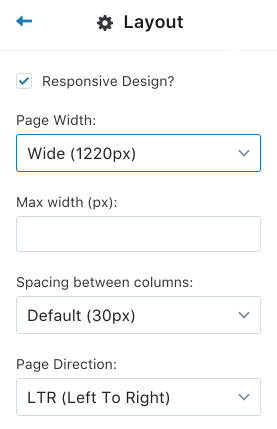 Layout
Responsive Design?
Page Width:
Wide (1220px)
Max width (px):
Spacing between columns:
Default (30px)
Page Direction:
LTR (Left To Right)